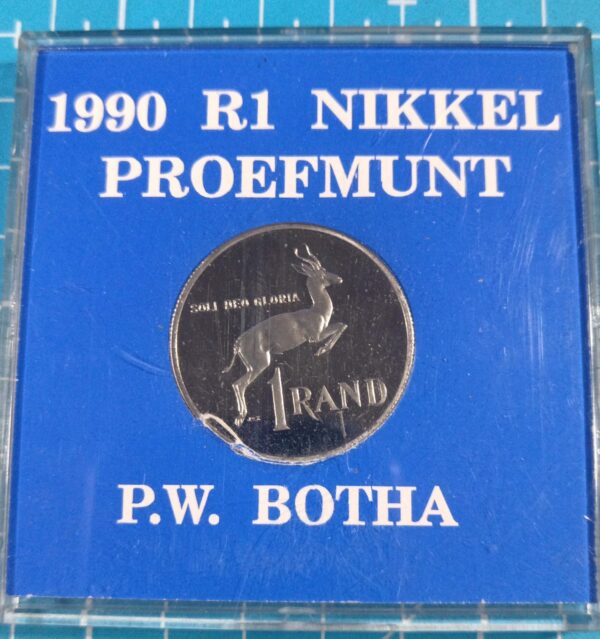 1990 R1 NIKKEL
PROEFMUNT
SOLI DEO GLORIA
1 RAND
P.W. BOTHA